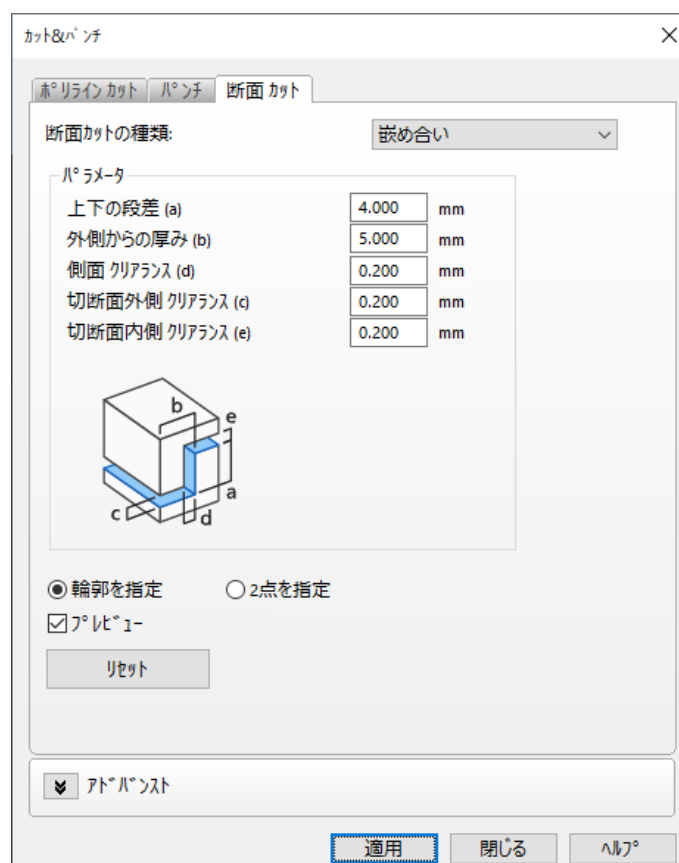 ｶｯﾄ&ﾊﾟﾝﾁ
ﾎﾟﾘﾗｲﾝ ｶｯﾄ ﾊﾟﾝﾁ 断面 ｶｯﾄ
断面ｶｯﾄの種類: 嵌め合い
ﾊﾟﾗﾒｰﾀ
上下の段差 (a) 4.000 mm
外側からの厚み (b) 5.000 mm
側面 ｸﾘｱﾗﾝｽ (d) 0.200 mm
切断面外側 ｸﾘｱﾗﾝｽ (c) 0.200 mm
切断面内側 ｸﾘｱﾗﾝｽ (e) 0.200 mm
b
e
a
c
d
輪郭を指定 2点を指定
ﾌﾟﾚﾋﾞｭｰ
ﾘｾｯﾄ
ｱﾄﾞﾊﾞﾝｽﾄ
適用 閉じる ﾍﾙﾌﾟ